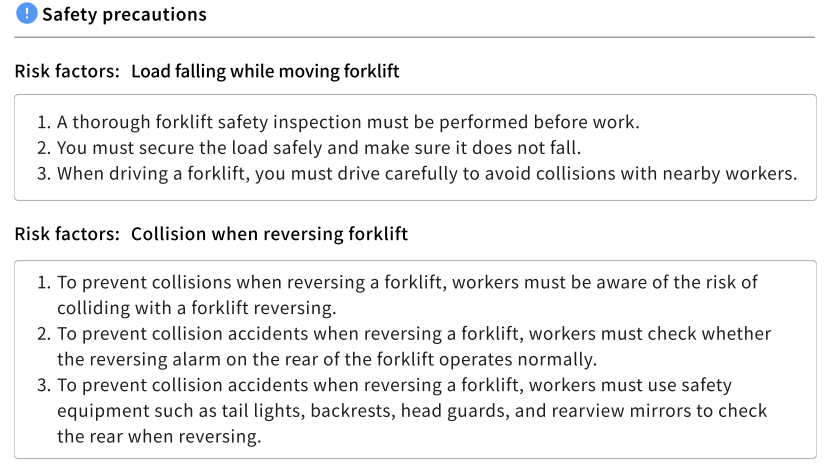 Safety precautions
Risk factors: Load falling while moving forklift
1. A thorough forklift safety inspection must be performed before work.
2. You must secure the load safely and make sure it does not fall.
3. When driving a forklift, you must drive carefully to avoid collisions with nearby workers.
Risk factors: Collision when reversing forklift
1. To prevent collisions when reversing a forklift, workers must be aware of the risk of
colliding with a forklift reversing.
2. To prevent collision accidents when reversing a forklift, workers must check whether
the reversing alarm on the rear of the forklift operates normally.
3. To prevent collision accidents when reversing a forklift, workers must use safety
equipment such as tail lights, backrests, head guards, and rearview mirrors to check
the rear when reversing.